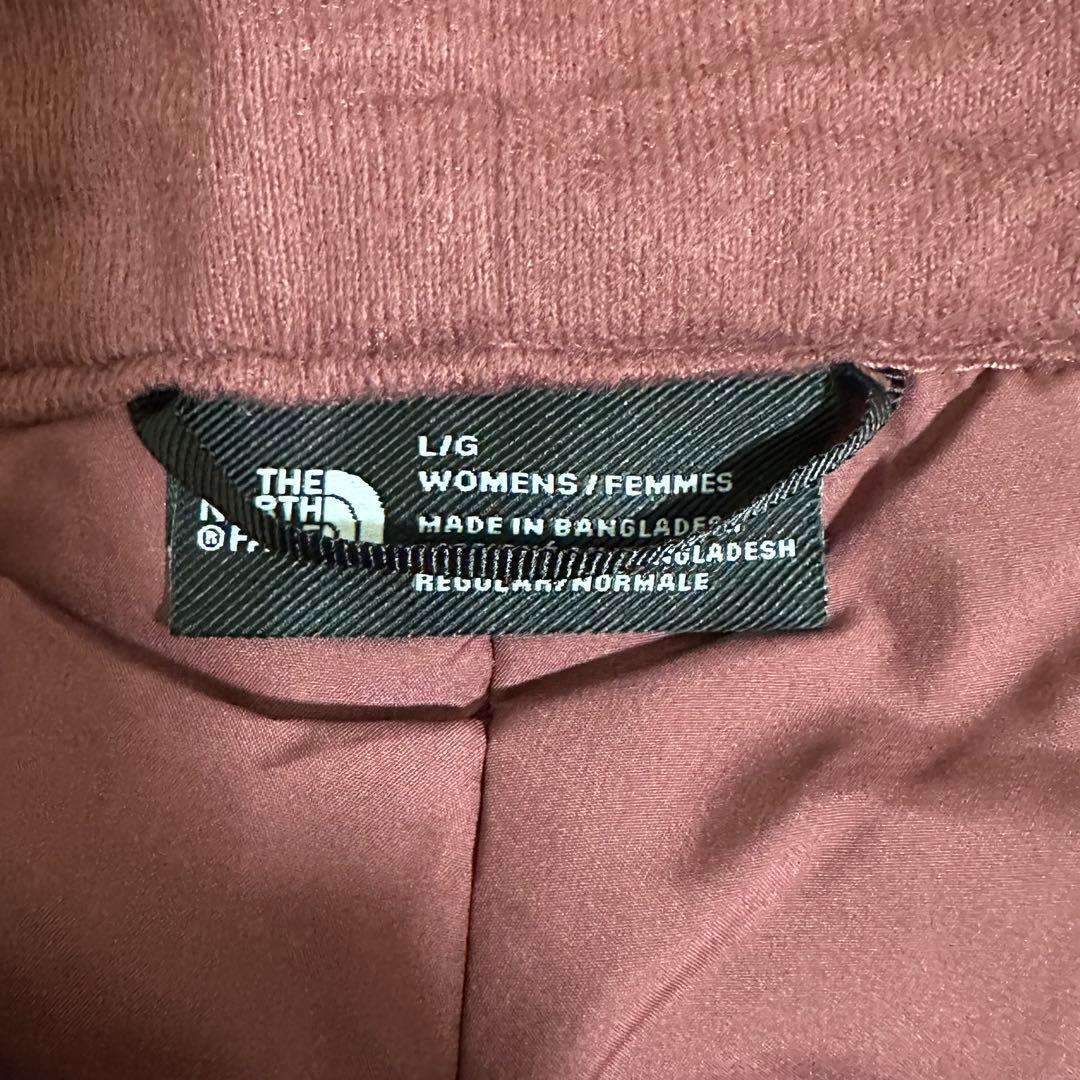 THE
®
L/G
WOMENS / FEMMES
MADE IN BANGLADESH
REGULAR/NORMALE